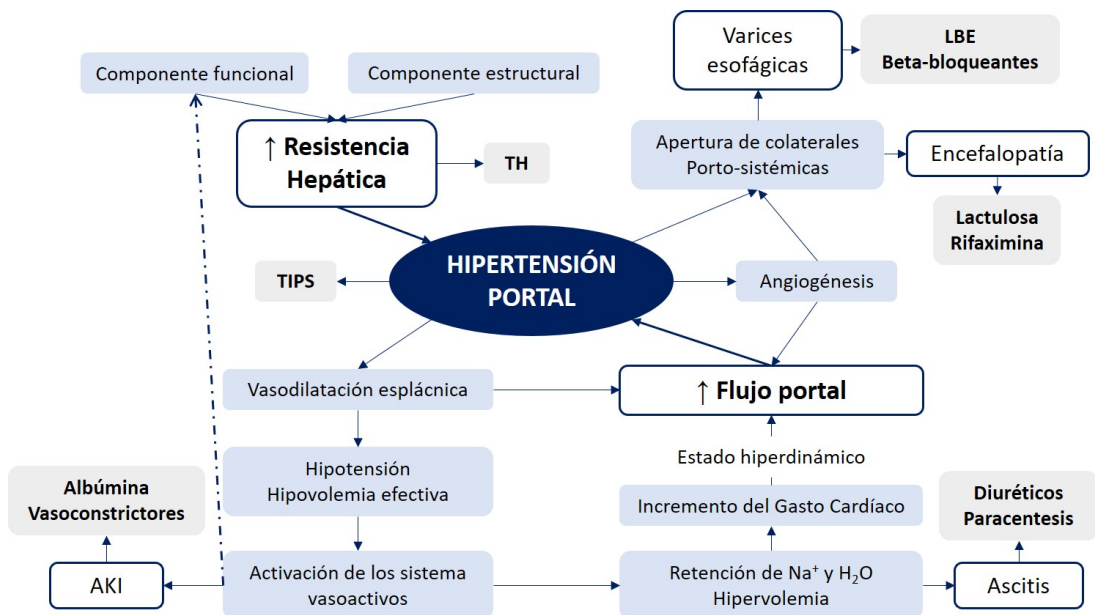 Varices
esofágicas
LBE
Beta-bloqueantes
Componente funcional
Componente estructural
↑ Resistencia
Hepática
TH
Apertura de colaterales
Porto-sistémicas
Encefalopatía
Lactulosa
Rifaximina
HIPERTENSIÓN
PORTAL
TIPS
Angiogénesis
Vasodilatación esplácnica
↑ Flujo portal
Hipotensión
Hipovolemia efectiva
Estado hiperdinámico
Albúmina
Vasoconstrictores
Incremento del Gasto Cardíaco
Diuréticos
Paracentesis
AKI
Activación de los sistema
vasoactivos
Retención de Na⁺ y H₂O
Hipervolemia
Ascitis